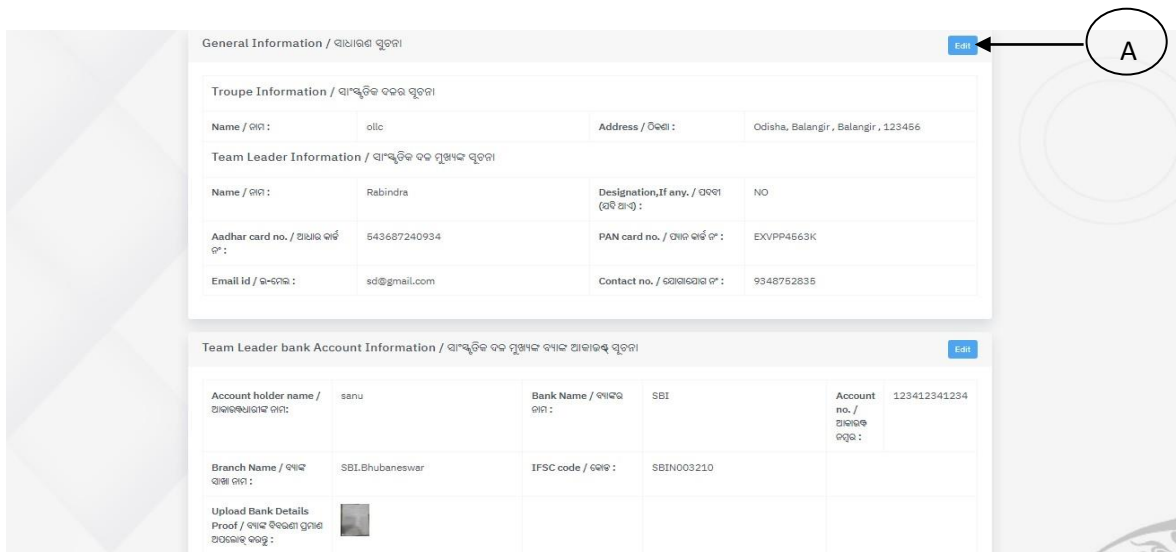 General Information / ସାଧାରଣ ସୂଚନା
Edit
A
Troupe Information / ସାଂସ୍କୃତିକ ଦଳର ସୂଚନା
Name / ନାମ : ollc Address / ଠିକଣା : Odisha, Balangir , Balangir , 123456
Team Leader Information / ସାଂସ୍କୃତିକ ଦଳ ମୁଖ୍ୟଙ୍କ ସୂଚନା
Name / ନାମ : Rabindra Designation,If any. / ପଦବୀ NO
(ଯଦି ଥାଏ) :
Aadhar card no. / ଆଧାର କାର୍ଡ 543687240934 PAN card no. / ପ୍ୟାନ କାର୍ଡ ନଂ : EXVPP4563K
ନଂ :
Email id / ଇ-ମେଲ : sd@gmail.com Contact no. / ଯୋଗାଯୋଗ ନଂ : 9348752835
Team Leader bank Account Information / ସାଂସ୍କୃତିକ ଦଳ ମୁଖ୍ୟଙ୍କ ବ୍ୟାଙ୍କ ଆକାଉଣ୍ଟ୍ ସୂଚନା
Edit
Account holder name / sanu Bank Name / ବ୍ୟାଙ୍କର SBI Account 123412341234
ଆକାଉଣ୍ଟଧାରୀଙ୍କ ନାମ: ନାମ : no. /
ଆକାଉଣ୍ଟ
ନମ୍ବର :
Branch Name / ବ୍ୟାଙ୍କ SBI.Bhubaneswar IFSC code / କୋଡ : SBIN003210
ସାଖା ନାମ :
Upload Bank Details
Proof / ବ୍ୟାଙ୍କ ବିବରଣୀ ପ୍ରମାଣ
ଅପଲୋଡ୍ କରନ୍ତୁ :